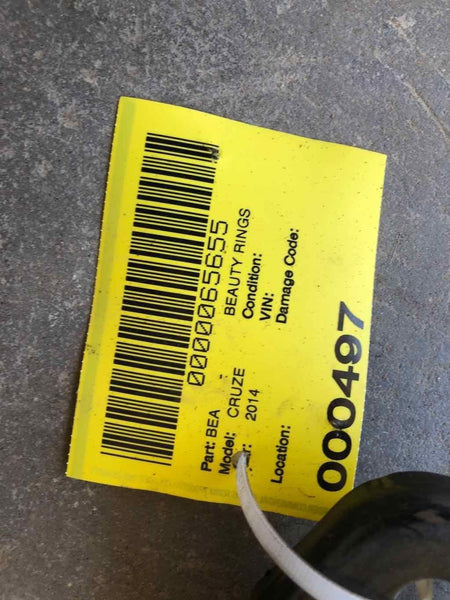 0000065655
Part: BEA BEAUTY RINGS
Model: CRUZE Condition:
2014 VIN:
Damage Code:
Location:
000497